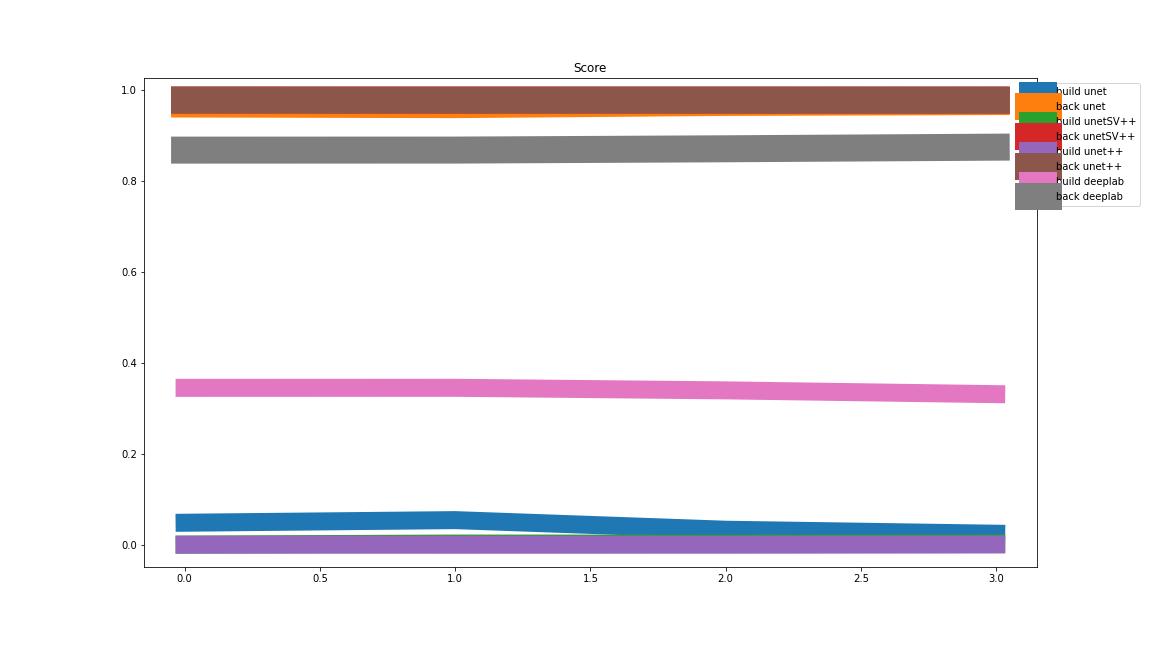 Score
1.0
0.8
0.6
0.4
0.2
0.0
0.0 0.5 1.0 1.5 2.0 2.5 3.0
build unet
back unet
build unetSV++
back unetSV++
build unet++
back unet++
build deeplab
back deeplab